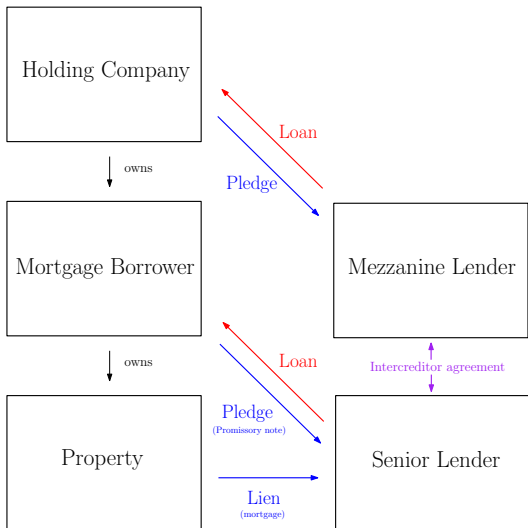 Holding Company
Loan
owns
Pledge
Mortgage Borrower
Mezzanine Lender
owns
Loan
Intercreditor agreement
Pledge
(Promissory note)
Property
Senior Lender
Lien
(mortgage)